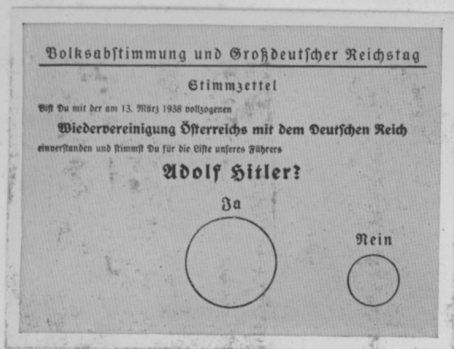 Volksabstimmung und Großdeutscher Reichstag
Stimmzettel
Bist Du mit der am 13. März 1938 vollzogenen
Wiedervereinigung Österreichs mit dem Deutschen Reich
einverstanden und stimmst Du für die Liste unseres Führers
Adolf Hitler?
Ja
Nein